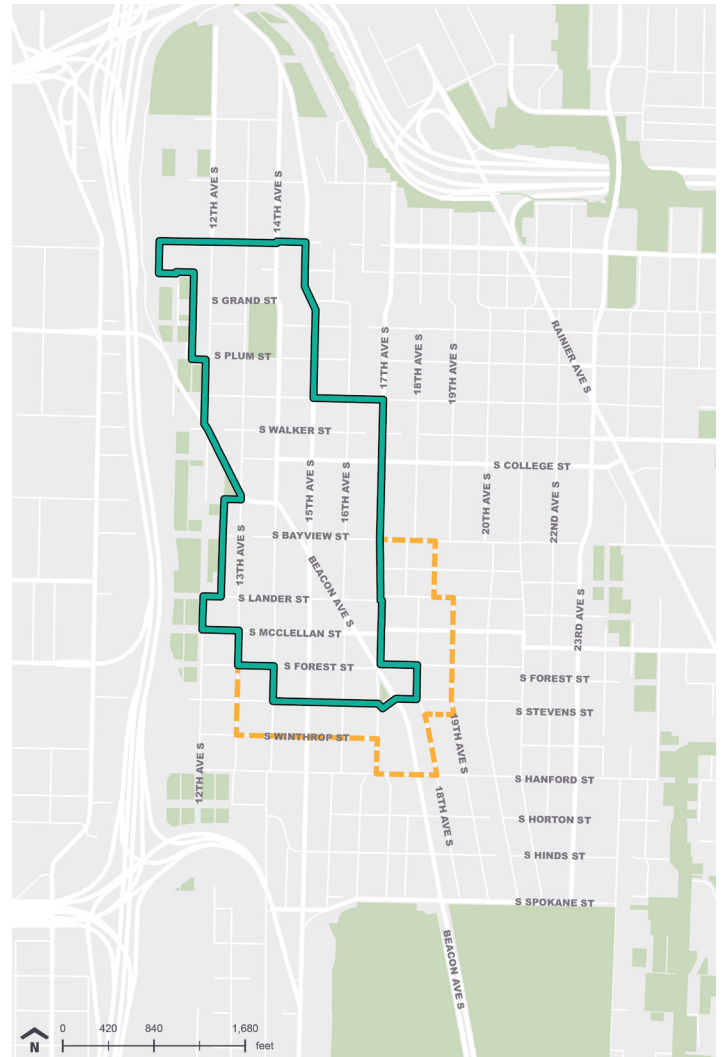 12TH AVE S
14TH AVE S
S GRAND ST
RAINIER AVE S
S PLUM ST
17TH AVE S
18TH AVE S
19TH AVE S
S WALKER ST
S COLLEGE ST
15TH AVE S
16TH AVE S
20TH AVE S
22ND AVE S
S BAYVIEW ST
13TH AVE S
BEACON AVE S
S LANDER ST
23RD AVE S
S MCCLELLAN ST
S FOREST ST
S FOREST ST
S STEVENS ST
19TH AVE S
S WINTHROP ST
12TH AVE S
S HANFORD ST
18TH AVE S
S HORTON ST
S HINDS ST
S SPOKANE ST
BEACON AVE S
N
0 420 840 1,680
feet